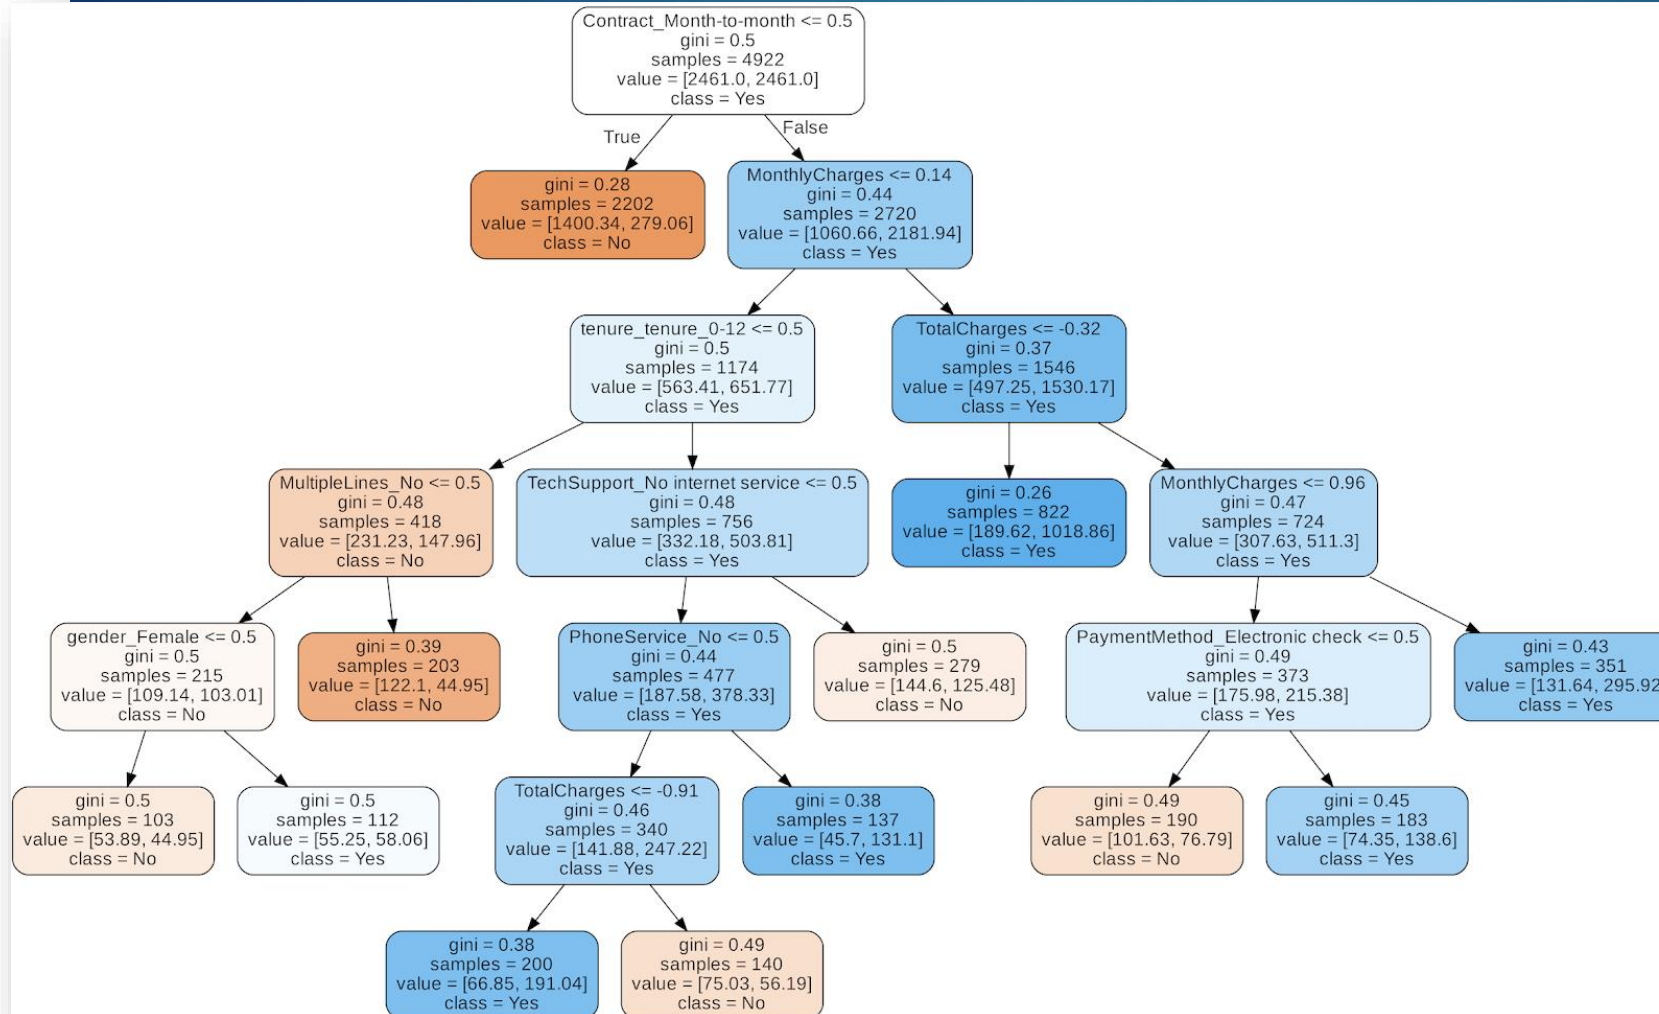 Contract_Month-to-month <= 0.5
gini = 0.5
samples = 4922
value = [2461.0, 2461.0]
class = Yes
True
False
gini = 0.28
samples = 2202
value = [1400.34, 279.06]
class = No
MonthlyCharges <= 0.14
gini = 0.44
samples = 2720
value = [1060.66, 2181.94]
class = Yes
tenure_tenure_0-12 <= 0.5
gini = 0.5
samples = 1174
value = [563.41, 651.77]
class = Yes
TotalCharges <= -0.32
gini = 0.37
samples = 1546
value = [497.25, 1530.17]
class = Yes
MultipleLines_No <= 0.5
gini = 0.48
samples = 418
value = [231.23, 147.96]
class = No
TechSupport_No internet service <= 0.5
gini = 0.48
samples = 756
value = [332.18, 503.81]
class = Yes
gini = 0.26
samples = 822
value = [189.62, 1018.86]
class = Yes
MonthlyCharges <= 0.96
gini = 0.47
samples = 724
value = [307.63, 511.3]
class = Yes
gender_Female <= 0.5
gini = 0.5
samples = 215
value = [109.14, 103.01]
class = No
gini = 0.39
samples = 203
value = [122.1, 44.95]
class = No
PhoneService_No <= 0.5
gini = 0.44
samples = 477
value = [187.58, 378.33]
class = Yes
gini = 0.5
samples = 279
value = [144.6, 125.48]
class = No
PaymentMethod_Electronic check <= 0.5
gini = 0.49
samples = 373
value = [175.98, 215.38]
class = Yes
gini = 0.43
samples = 351
value = [131.64, 295.92
class = Yes
gini = 0.5
samples = 103
value = [53.89, 44.95]
class = No
gini = 0.5
samples = 112
value = [55.25, 58.06]
class = Yes
TotalCharges <= -0.91
gini = 0.46
samples = 340
value = [141.88, 247.22]
class = Yes
gini = 0.38
samples = 137
value = [45.7, 131.1]
class = Yes
gini = 0.49
samples = 190
value = [101.63, 76.79]
class = No
gini = 0.45
samples = 183
value = [74.35, 138.6]
class = Yes
gini = 0.38
samples = 200
value = [66.85, 191.04]
class = Yes
gini = 0.49
samples = 140
value = [75.03, 56.19]
class = No